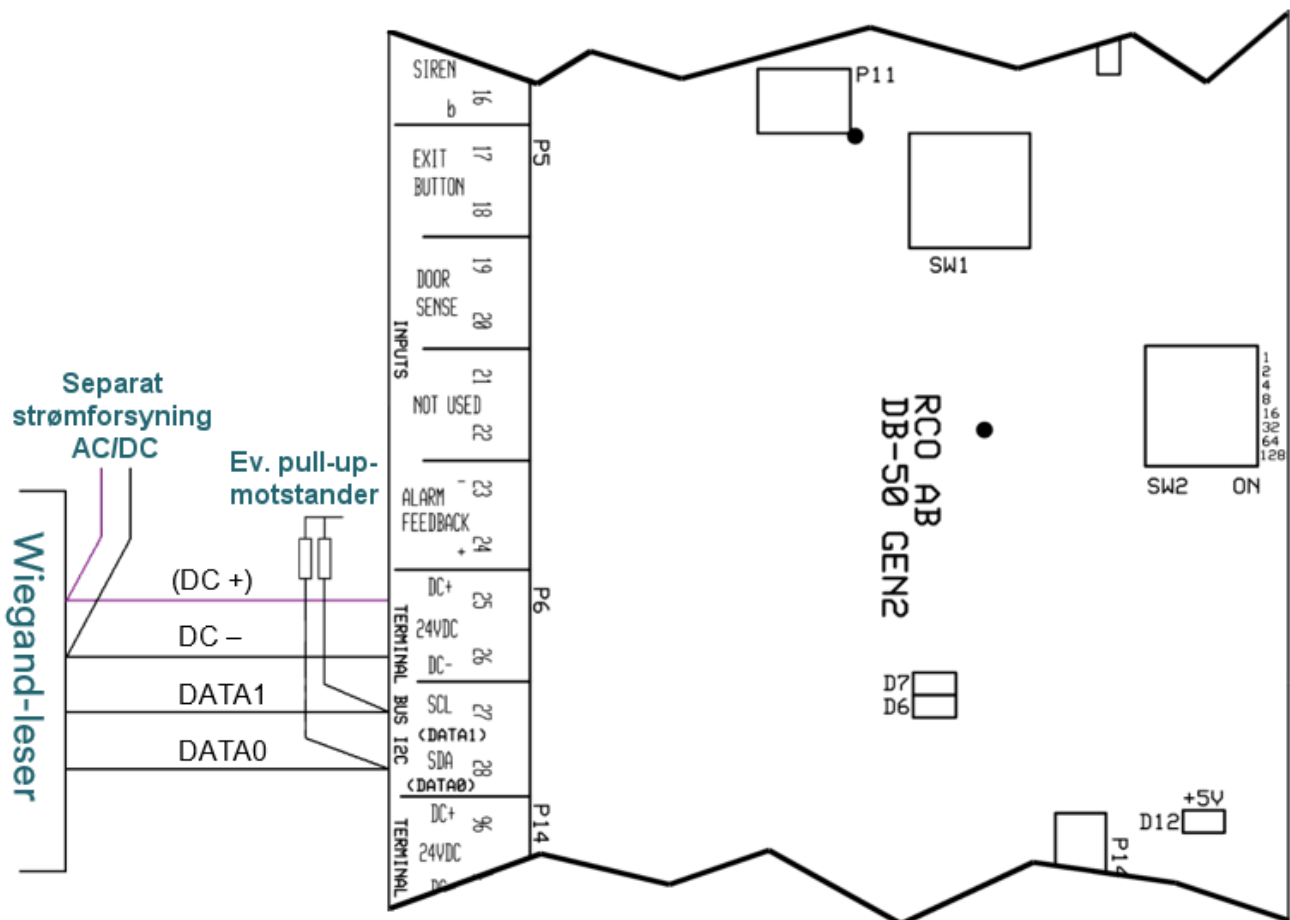 SIREN
b
16
P11
EXIT
BUTTON
17
18
P5
SW1
DOOR
SENSE
19
20
INPUTS
NOT USED
21
22
1
2
4
8
16
32
64
128
SW2 ON
RCO AB
DB-50 GEN2
Separat
strømforsyning
AC/DC
Ev. pull-up-
motstander
ALARM
FEEDBACK
-
+
23
24
Wiegand-leser
(DC +)
DC –
DATA1
DATA0
TERMINAL BUS I2C
DC+
24VDC
DC-
25
26
P6
SCL
(DATA1)
SDA
(DATA0)
27
28
D7
D6
TERMINAL
DC+
24VDC
96
P14
+5V
D12